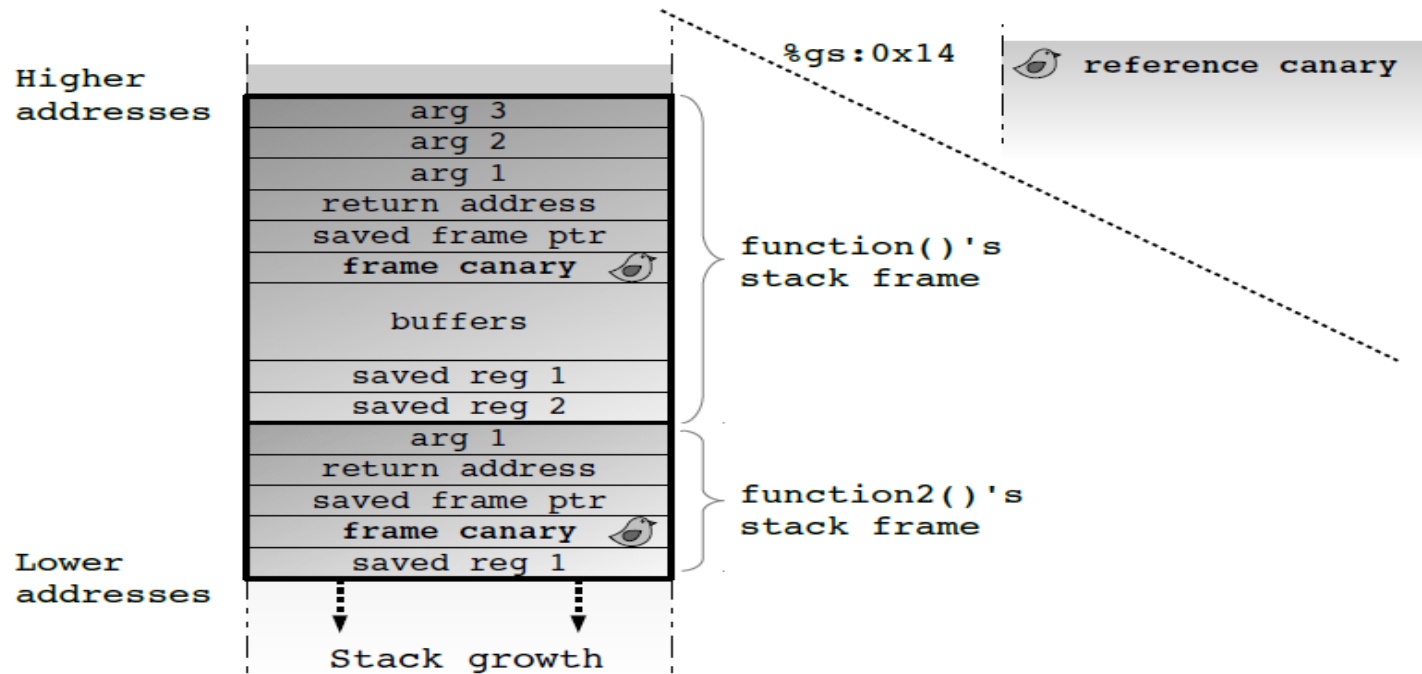 %gs:0x14
reference canary
Higher
addresses
arg 3
arg 2
arg 1
return address
saved frame ptr
frame canary
buffers
saved reg 1
saved reg 2
function()'s
stack frame
arg 1
return address
saved frame ptr
frame canary
saved reg 1
function2()'s
stack frame
Lower
addresses
Stack growth